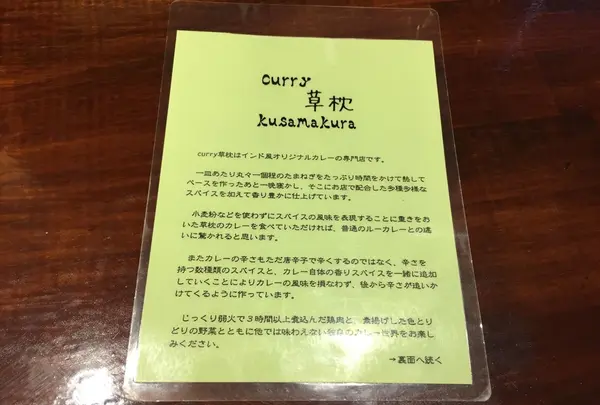 curry
草枕
kusamakura
curry草枕はインド風オリジナルカレーの専門店です。
一皿あたり丸々一個程のたまねぎをたっぷり時間をかけて熱して
ベースを作ったあと一晩寝かし、そこにお店で配合した多種多様な
スパイスを加えて香り豊かに仕上げています。
小麦粉などを使わずにスパイスの風味を表現することに重きをお
いた草枕のカレーを食べていただければ、普通のルーカレーとの違
いに驚かれると思います。
またカレーの辛さもただ唐辛子で辛くするのではなく、辛さを
持つ数種類のスパイスと、カレー自体の香りスパイスを一緒に追加
していくことによりカレーの風味を損なわず、後から辛さが追いか
けてくるように作っています。
じっくり弱火で3時間以上煮込んだ鶏肉と、素揚げした色とり
どりの野菜とともに他では味わえない独自のカレー世界をお楽し
みください。
→裏面へ続く